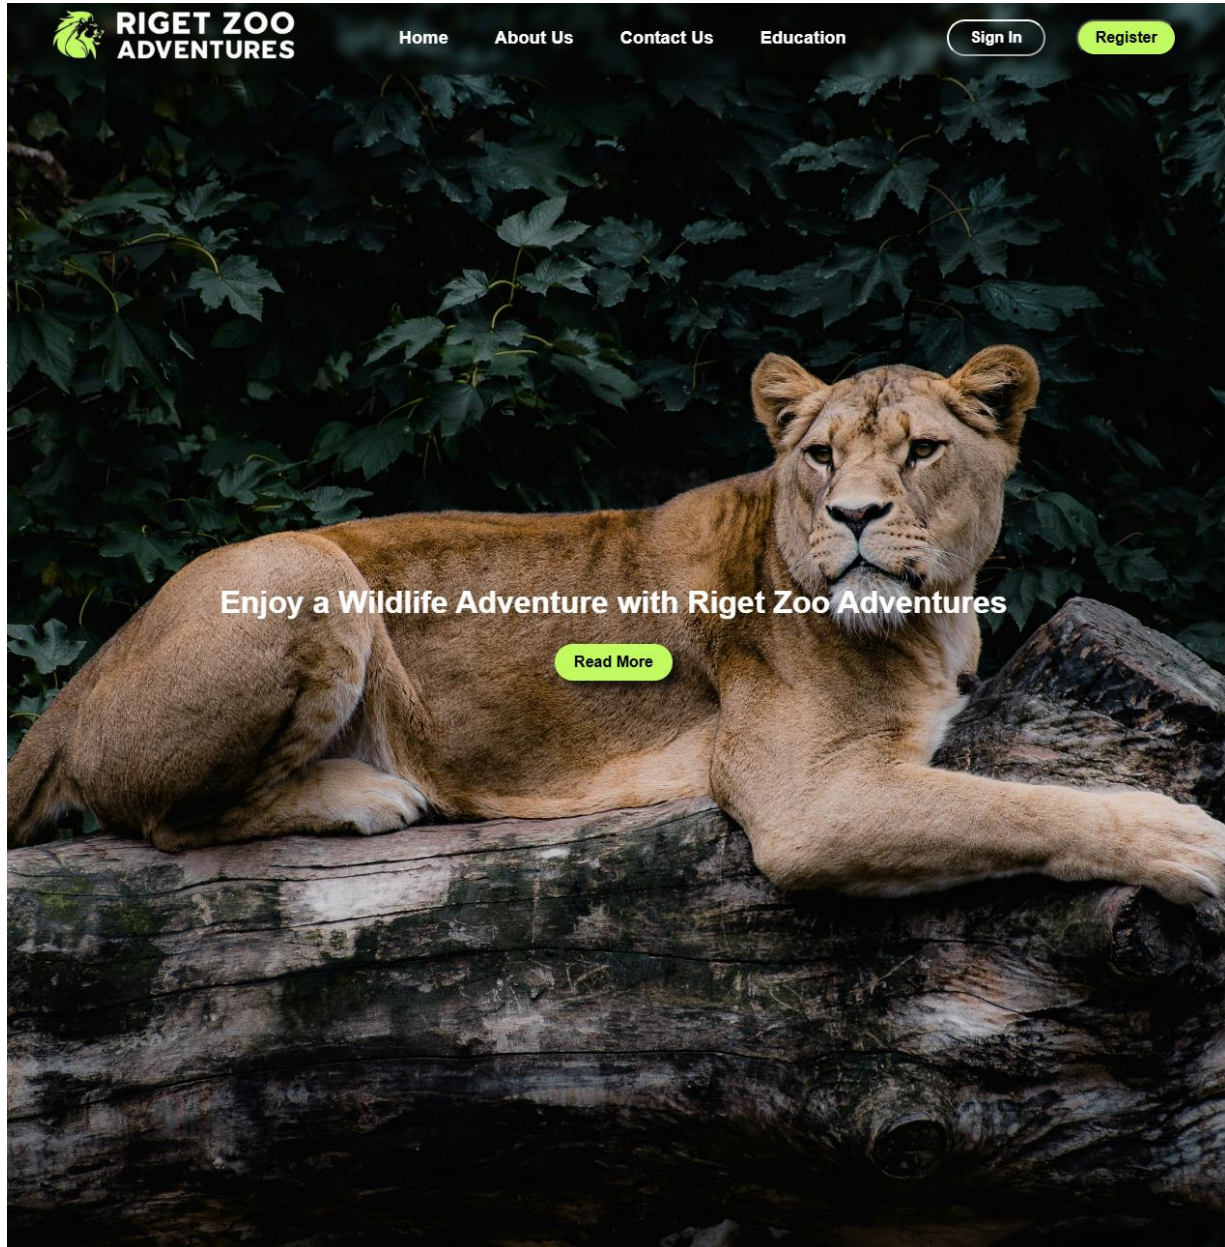 RIGET ZOO
ADVENTURES
Home
About Us
Contact Us
Education
Sign In
Register
Enjoy a Wildlife Adventure with Riget Zoo Adventures
Read More